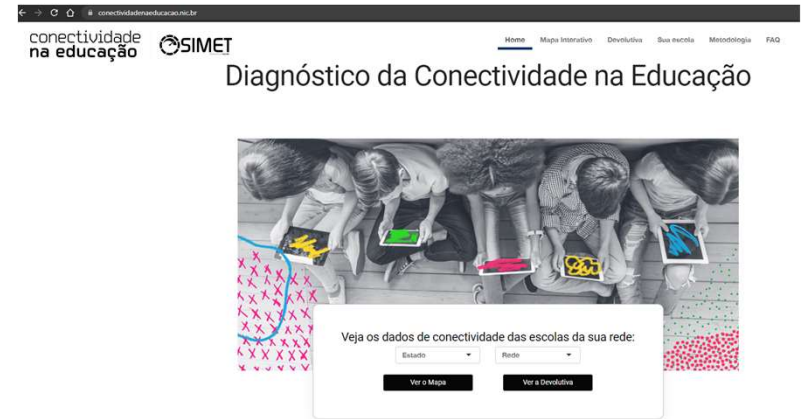 conectividadenaeducacao.nic.br
conectividade
na educação
SIMET
Home Mapa Interativo Devolutiva Sua escola Metodologia FAQ
Diagnóstico da Conectividade na Educação
Veja os dados de conectividade das escolas da sua rede:
Estado Rede
Ver o Mapa Ver a Devolutiva